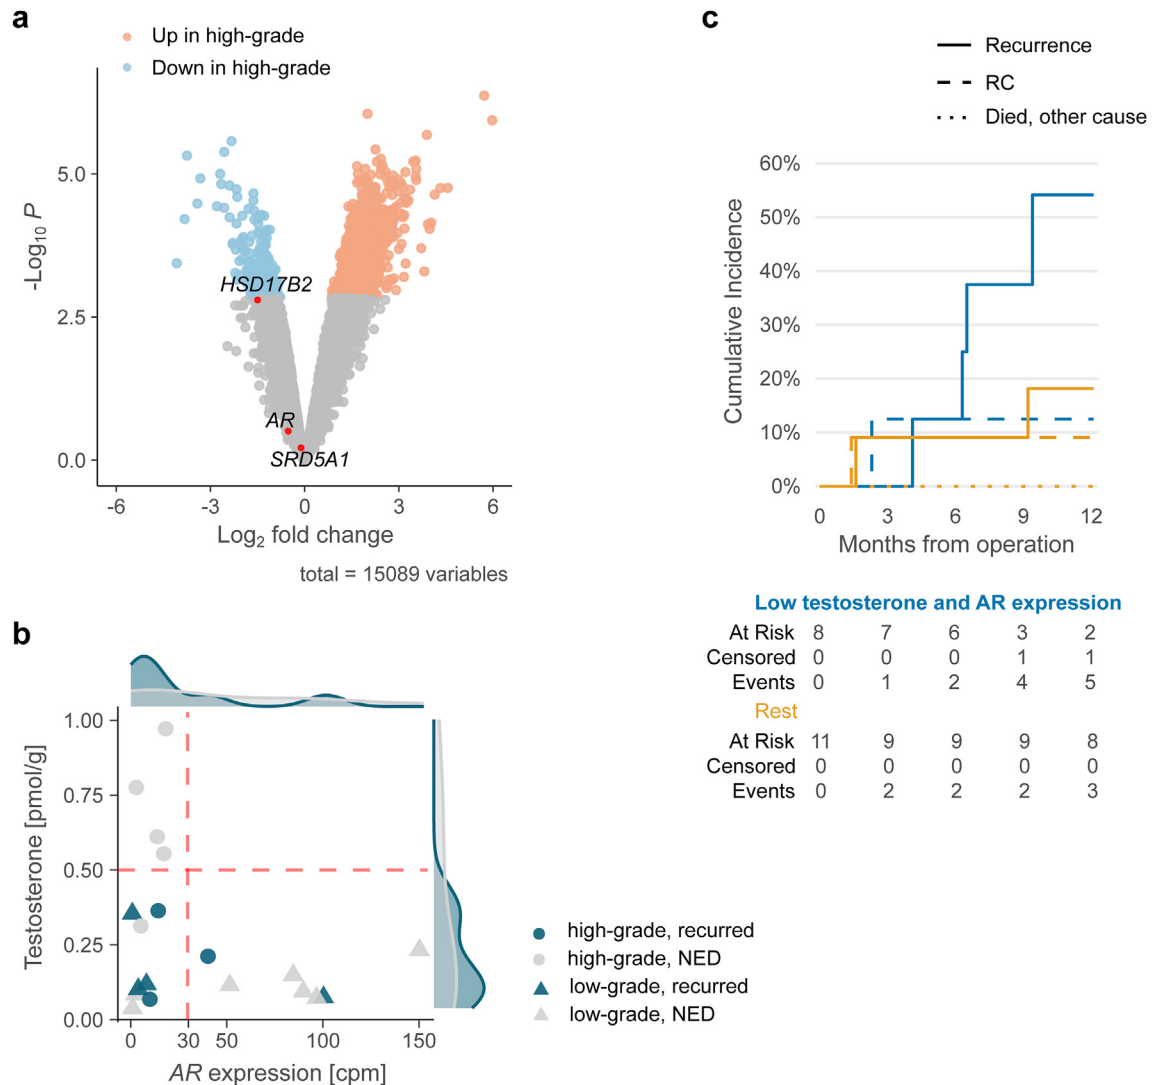 a
Up in high-grade
Down in high-grade
5.0
2.5
0.0
-Log10 P
HSD17B2
AR
SRD5A1
-6 -3 0 3 6
Log2 fold change
total = 15089 variables
b
1.00
0.75
0.50
0.25
0.00
Testosterone [pmol/g]
0 30 50 100 150
AR expression [cpm]
high-grade, recurred
high-grade, NED
low-grade, recurred
low-grade, NED
c
Recurrence
RC
Died, other cause
60%
50%
40%
30%
20%
10%
0%
Cumulative Incidence
0 3 6 9 12
Months from operation
Low testosterone and AR expression
At Risk 8 7 6 3 2
Censored 0 0 0 1 1
Events 0 1 2 4 5
Rest
At Risk 11 9 9 9 8
Censored 0 0 0 0 0
Events 0 2 2 2 3